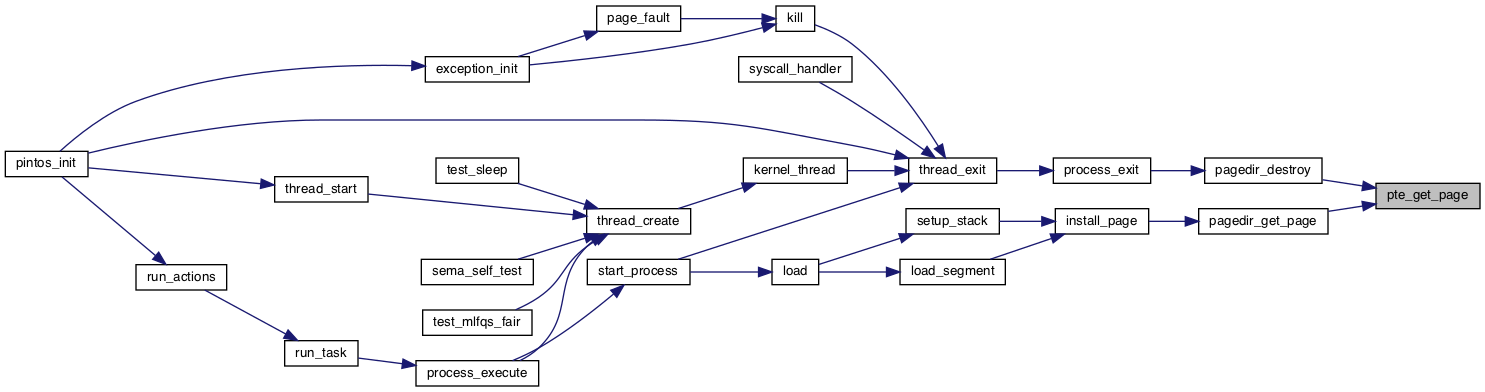 page_fault
kill
exception_init
syscall_handler
pintos_init
test_sleep
kernel_thread
thread_exit
process_exit
pagedir_destroy
thread_start
pte_get_page
thread_create
setup_stack
install_page
pagedir_get_page
run_actions
sema_self_test
start_process
load
load_segment
test_mlfqs_fair
run_task
process_execute